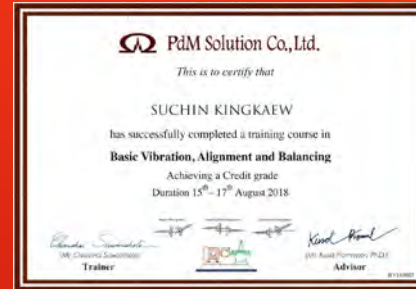 PdM Solution Co.,Ltd.
This is to certify that
SUCHIN KINGKAEW
has successfully completed a training course in
Basic Vibration, Alignment and Balancing
Achieving a Credit grade
Duration 15th – 17th August 2018
Trainer
Advisor